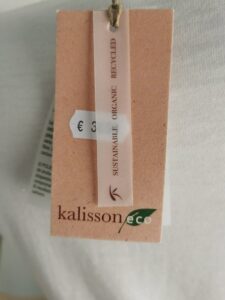 € 3
SUSTAINABLE ORGANIC RECYCLED
kalisson eco